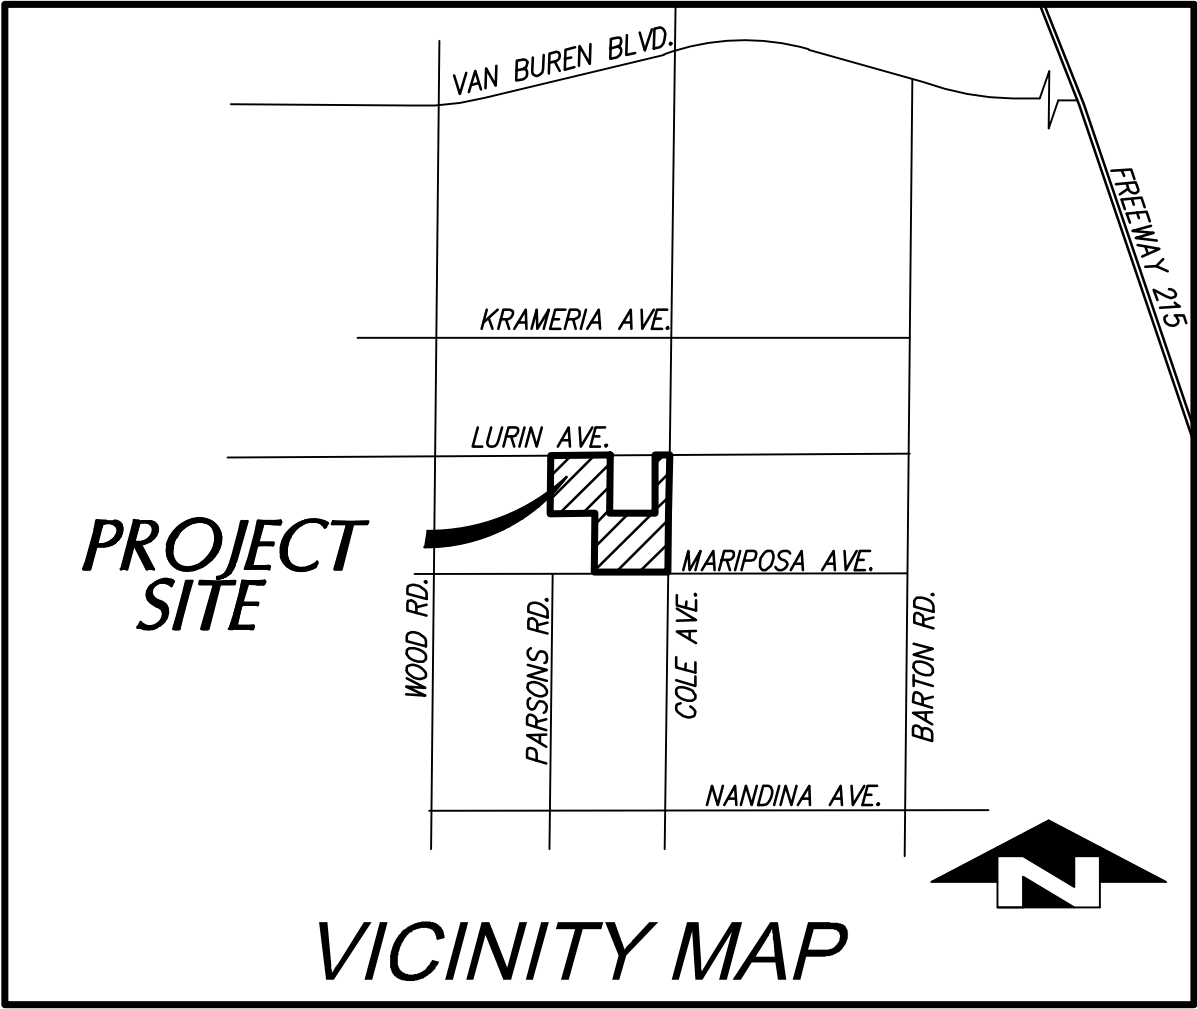 VAN BUREN BLVD.
FREEWAY 215
KRAMERIA AVE.
LURIN AVE.
PROJECT
SITE
MARIPOSA AVE.
WOOD RD.
PARSONS RD.
COLE AVE.
BARTON RD.
NANDINA AVE.
N
VICINITY MAP